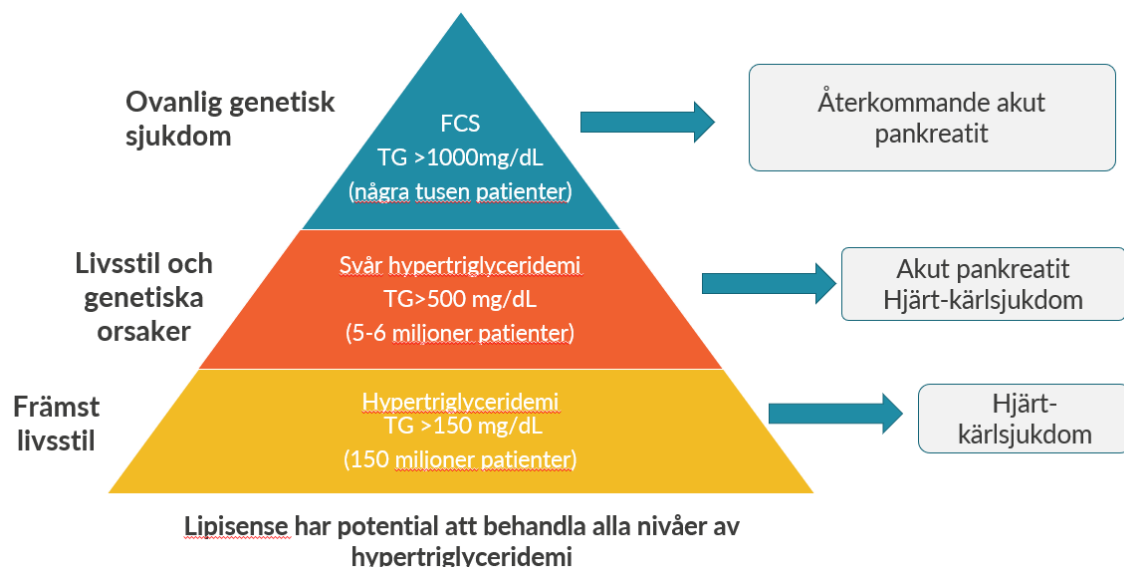 Ovanlig genetisk
sjukdom
FCS
TG >1000mg/dL
(några tusen patienter)
Återkommande akut
pankreatit
Livsstil och
genetiska
orsaker
Svår hypertriglyceridemi
TG>500 mg/dL
(5-6 miljoner patienter)
Akut pankreatit
Hjärt-kärlsjukdom
Främst
livsstil
Hypertriglyceridemi
TG >150 mg/dL
(150 miljoner patienter)
Hjärt-
kärlsjukdom
Lipisense har potential att behandla alla nivåer av
hypertriglyceridemi